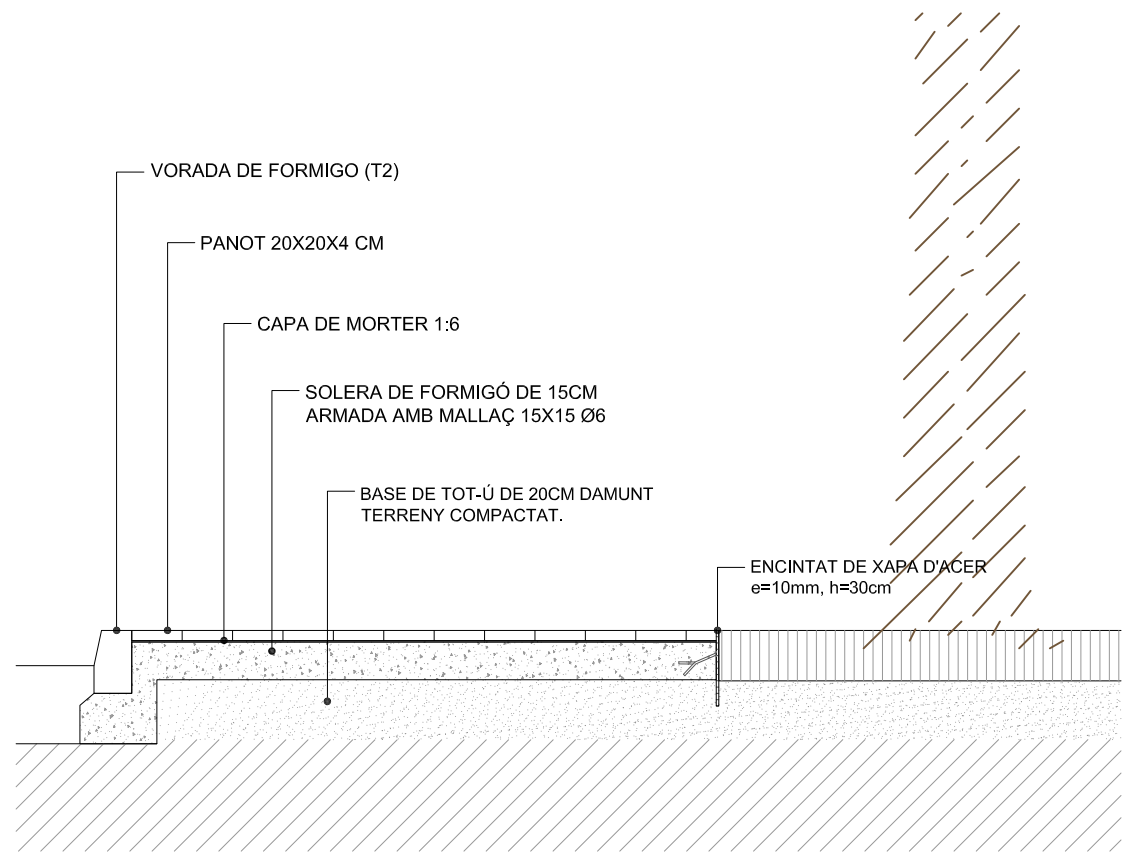 VORADA DE FORMIGO (T2)
PANOT 20X20X4 CM
CAPA DE MORTER 1:6
SOLERA DE FORMIGÓ DE 15CM
ARMADA AMB MALLAÇ 15X15 Ø6
BASE DE TOT-Ú DE 20CM DAMUNT
TERRENY COMPACTAT.
ENCINTAT DE XAPA D'ACER
e=10mm, h=30cm